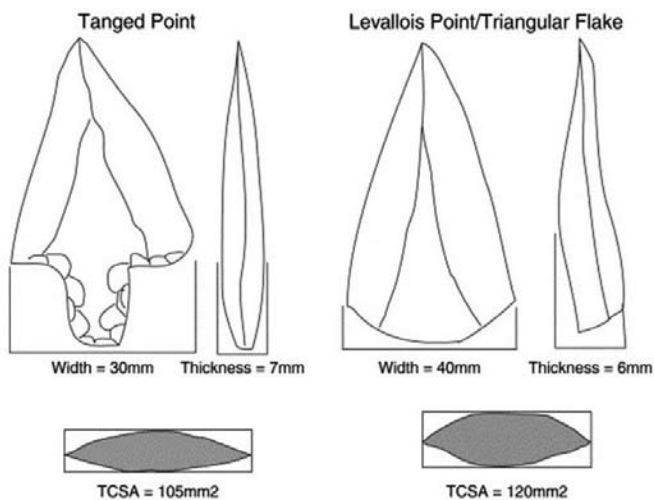 Tanged Point
Levallois Point/Triangular Flake
Width = 30mm
Thickness = 7mm
Width = 40mm
Thickness = 6mm
TCSA = 105mm2
TCSA = 120mm2